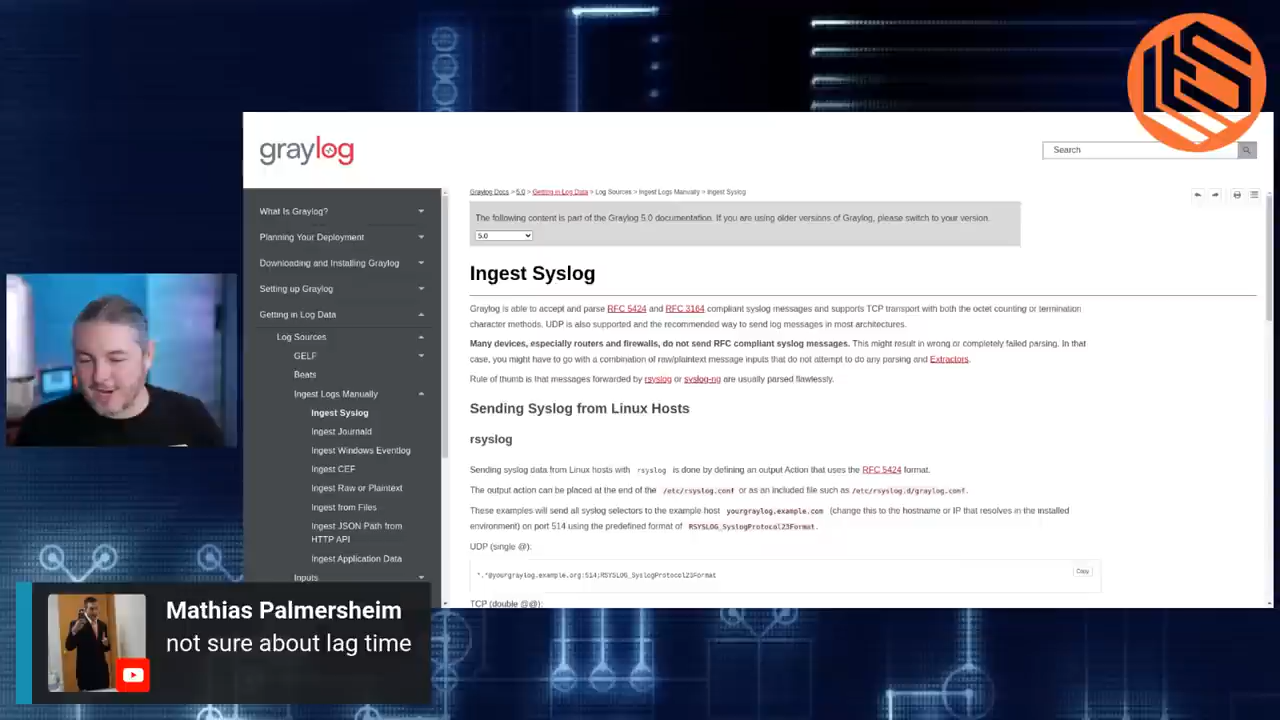 graylog
Search
What Is Graylog?
Planning Your Deployment
Downloading and Installing Graylog
Setting up Graylog
Getting in Log Data
Log Sources
GELF
Beats
Ingest Logs Manually
Ingest Syslog
Ingest Journald
Ingest Windows Eventlog
Ingest CEF
Ingest Raw or Plaintext
Ingest from Files
Ingest JSON Path from
HTTP API
Ingest Application Data
Inputs
Graylog Docs > 5.0 > Getting in Log Data > Log Sources > Ingest Logs Manually > Ingest Syslog
The following content is part of the Graylog 5.0 documentation. If you are using older versions of Graylog, please switch to your version.
5.0
Ingest Syslog
Graylog is able to accept and parse RFC 5424 and RFC 3164 compliant syslog messages and supports TCP transport with both the octet counting or termination
character methods. UDP is also supported and the recommended way to send log messages in most architectures.
Many devices, especially routers and firewalls, do not send RFC compliant syslog messages. This might result in wrong or completely failed parsing. In that
case, you might have to go with a combination of raw/plaintext message inputs that do not attempt to do any parsing and Extractors.
Rule of thumb is that messages forwarded by rsyslog or syslog-ng are usually parsed flawlessly.
Sending Syslog from Linux Hosts
rsyslog
Sending syslog data from Linux hosts with rsyslog is done by defining an output Action that uses the RFC 5424 format.
The output action can be placed at the end of the /etc/rsyslog.conf or as an included file such as /etc/rsyslog.d/graylog.conf.
These examples will send all syslog selectors to the example host yourgraylog.example.com (change this to the hostname or IP that resolves in the installed
environment) on port 514 using the predefined format of RSYSLOG_SyslogProtocol23Format.
UDP (single @):
Copy
*.*@yourgraylog.example.org:514;RSYSLOG_SyslogProtocol23Format
TCP (double @@):
Mathias Palmersheim
not sure about lag time